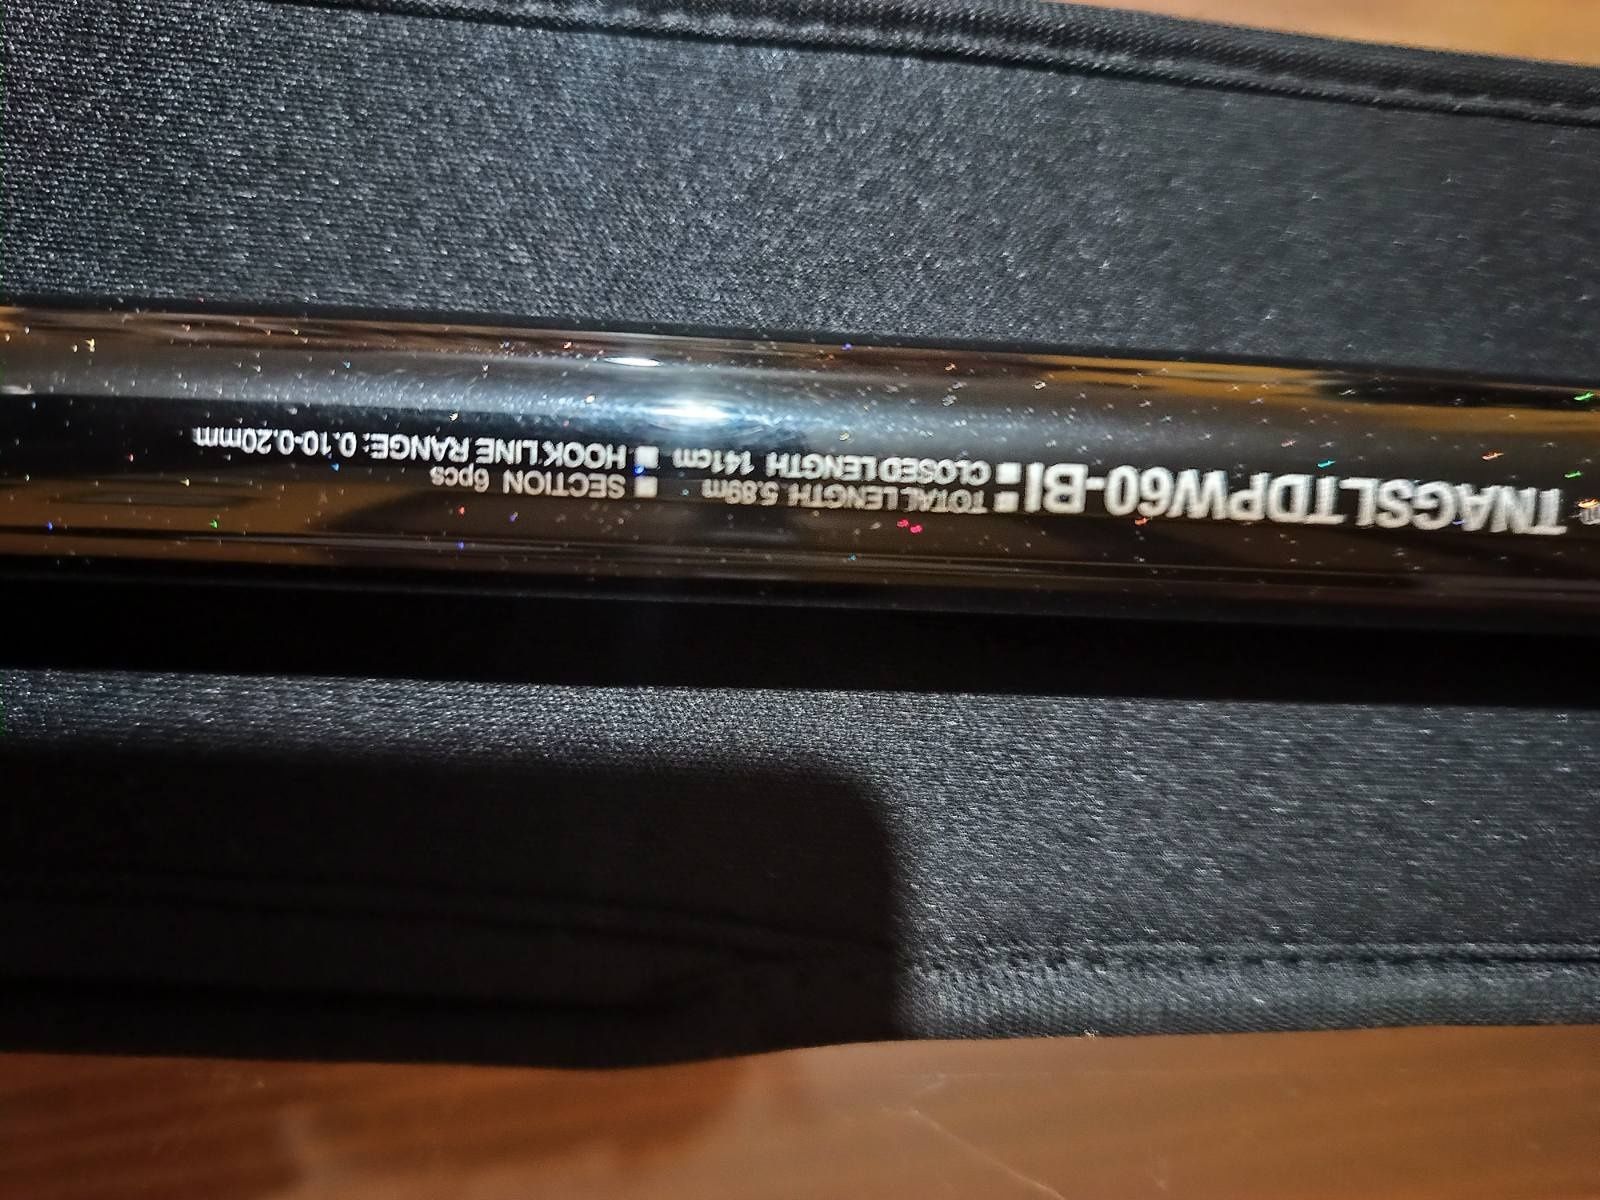 TNAGSLTDPW60-BI
■ TOTAL LENGTH 5.89m ■ SECTION 6pcs
■ CLOSED LENGTH 141cm ■ HOOK LINE RANGE: 0.10-0.20mm